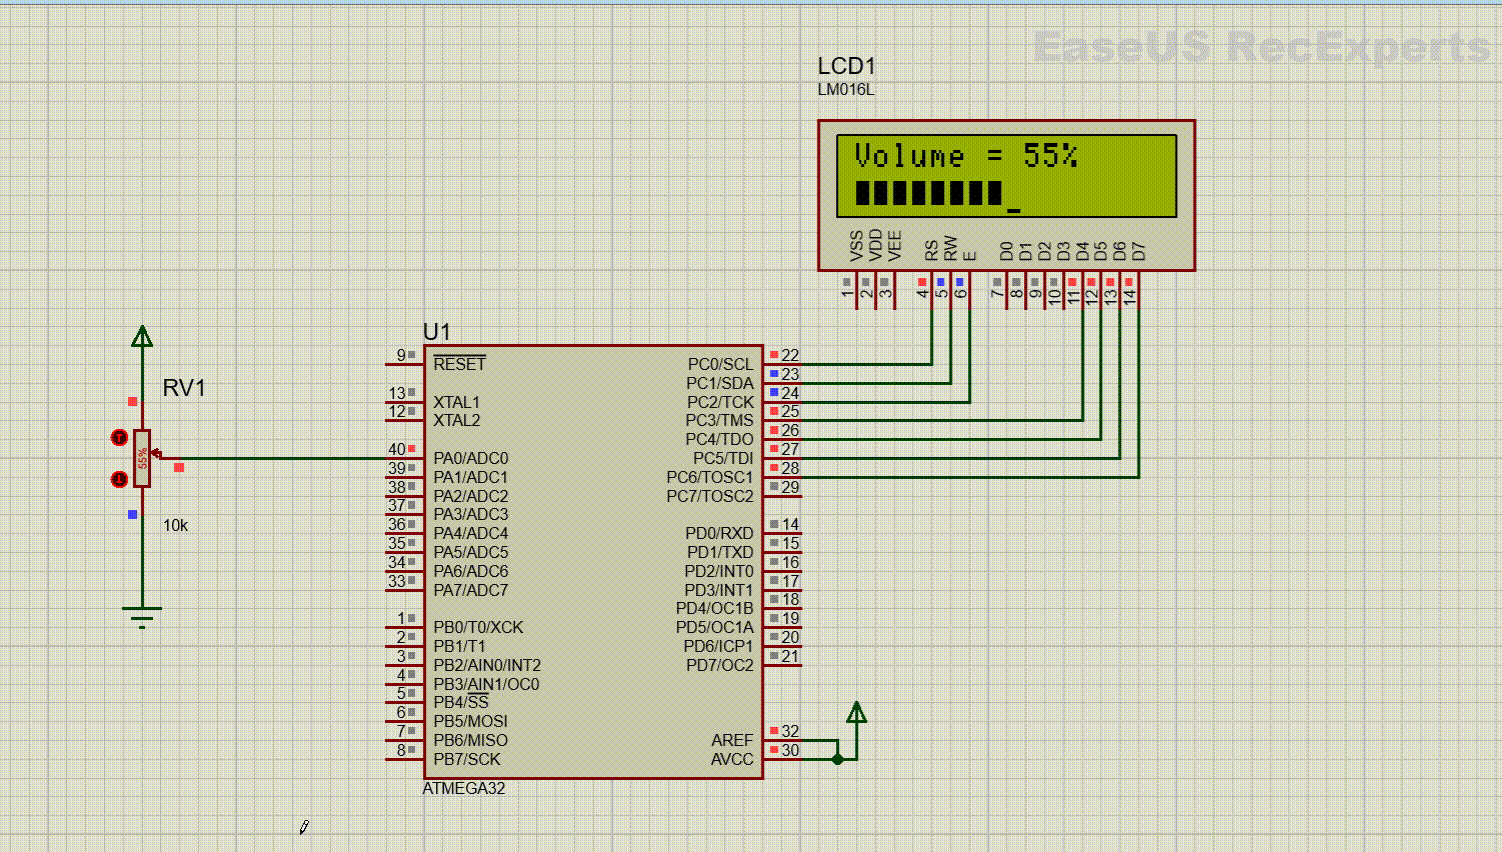 EaseUS RecExperts
LCD1
LM016L
Volume = 55%
VSS
VDD
VEE
RS
RW
E
D0
D1
D2
D3
D4
D5
D6
D7
1
2
3
4
5
6
7
8
9
10
11
12
13
14
RV1
55%
10k
U1
9 RESET
13 XTAL1
12 XTAL2
40 PA0/ADC0
39 PA1/ADC1
38 PA2/ADC2
37 PA3/ADC3
36 PA4/ADC4
35 PA5/ADC5
34 PA6/ADC6
33 PA7/ADC7
1 PB0/T0/XCK
2 PB1/T1
3 PB2/AIN0/INT2
4 PB3/AIN1/OC0
5 PB4/SS
6 PB5/MOSI
7 PB6/MISO
8 PB7/SCK
PC0/SCL 22
PC1/SDA 23
PC2/TCK 24
PC3/TMS 25
PC4/TDO 26
PC5/TDI 27
PC6/TOSC1 28
PC7/TOSC2 29
PD0/RXD 14
PD1/TXD 15
PD2/INT0 16
PD3/INT1 17
PD4/OC1B 18
PD5/OC1A 19
PD6/ICP1 20
PD7/OC2 21
AREF 32
AVCC 30
ATMEGA32